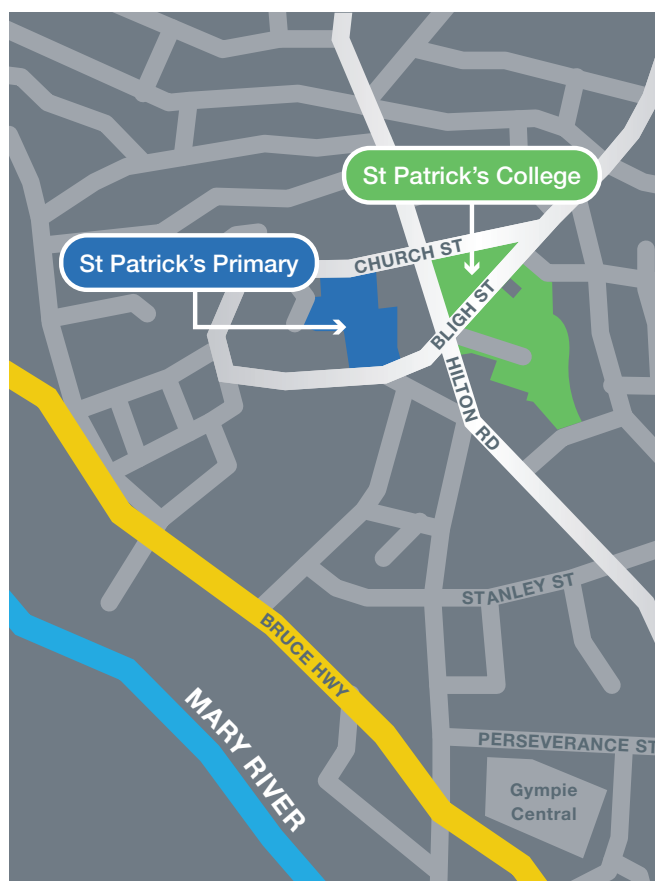 St Patrick's College
CHURCH ST
St Patrick's Primary
BLIGH ST
HILTON RD
STANLEY ST
BRUCE HWY
MARY RIVER
PERSEVERANCE ST
Gympie
Central